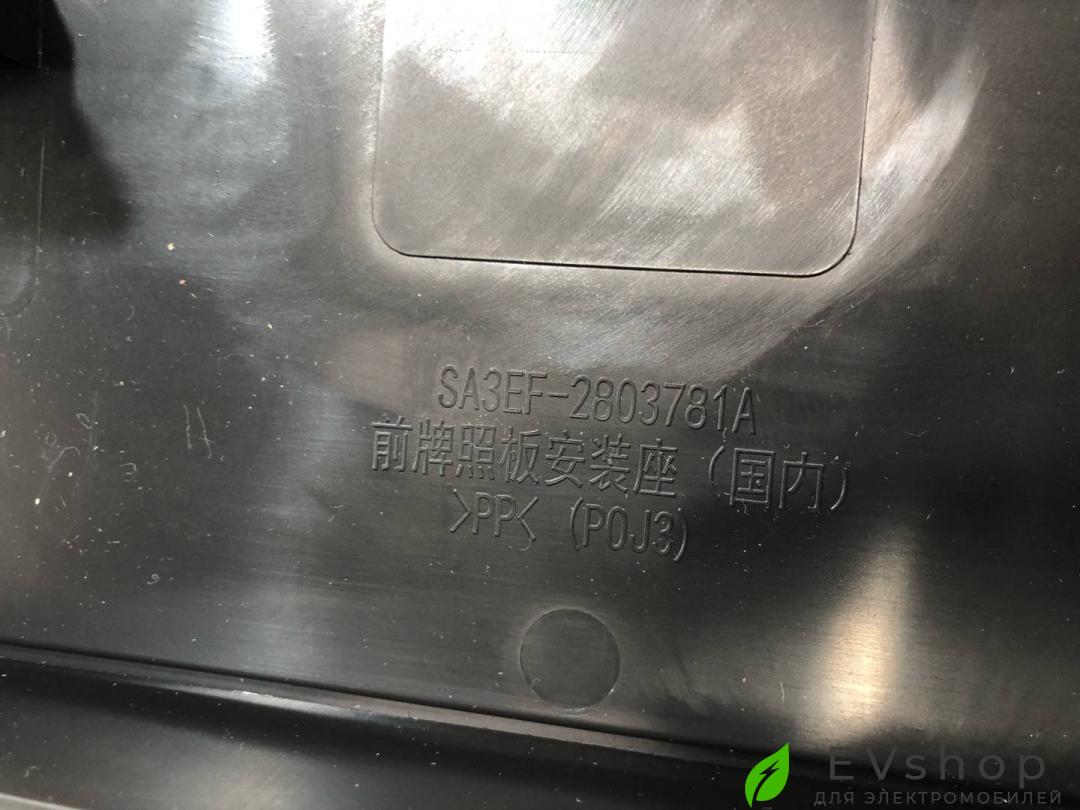 SA3EF-2803781A
前牌照板安装座（国内）
>PP< (P0J3)
EVshop
ДЛЯ ЭЛЕКТРОМОБИЛЕЙ